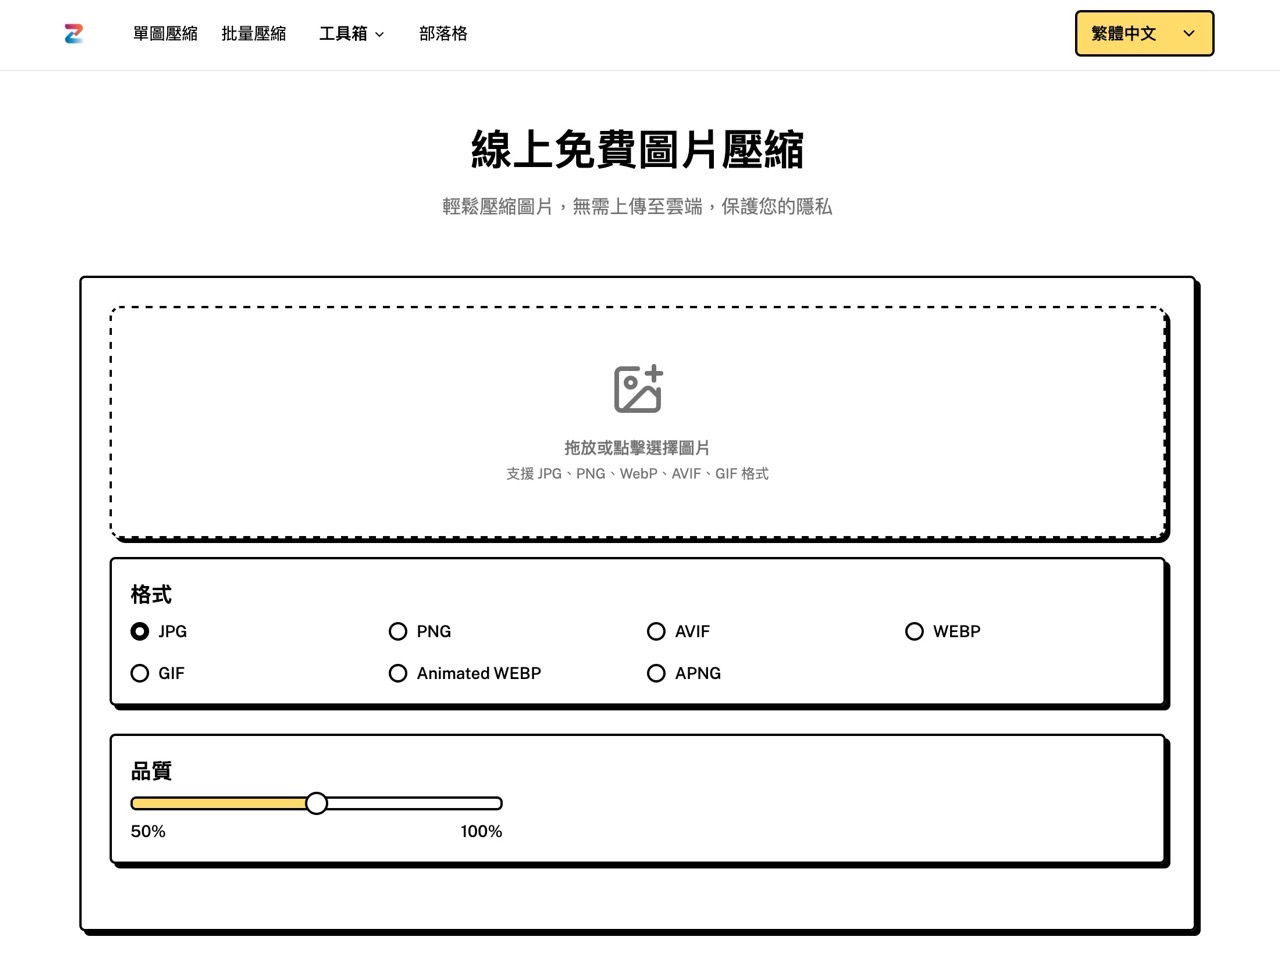 單圖壓縮 批量壓縮 工具箱 部落格 繁體中文
線上免費圖片壓縮
輕鬆壓縮圖片，無需上傳至雲端，保護您的隱私
拖放或點擊選擇圖片
支援 JPG、PNG、WebP、AVIF、GIF 格式
格式
JPG PNG AVIF WEBP
GIF Animated WEBP APNG
品質
50% 100%